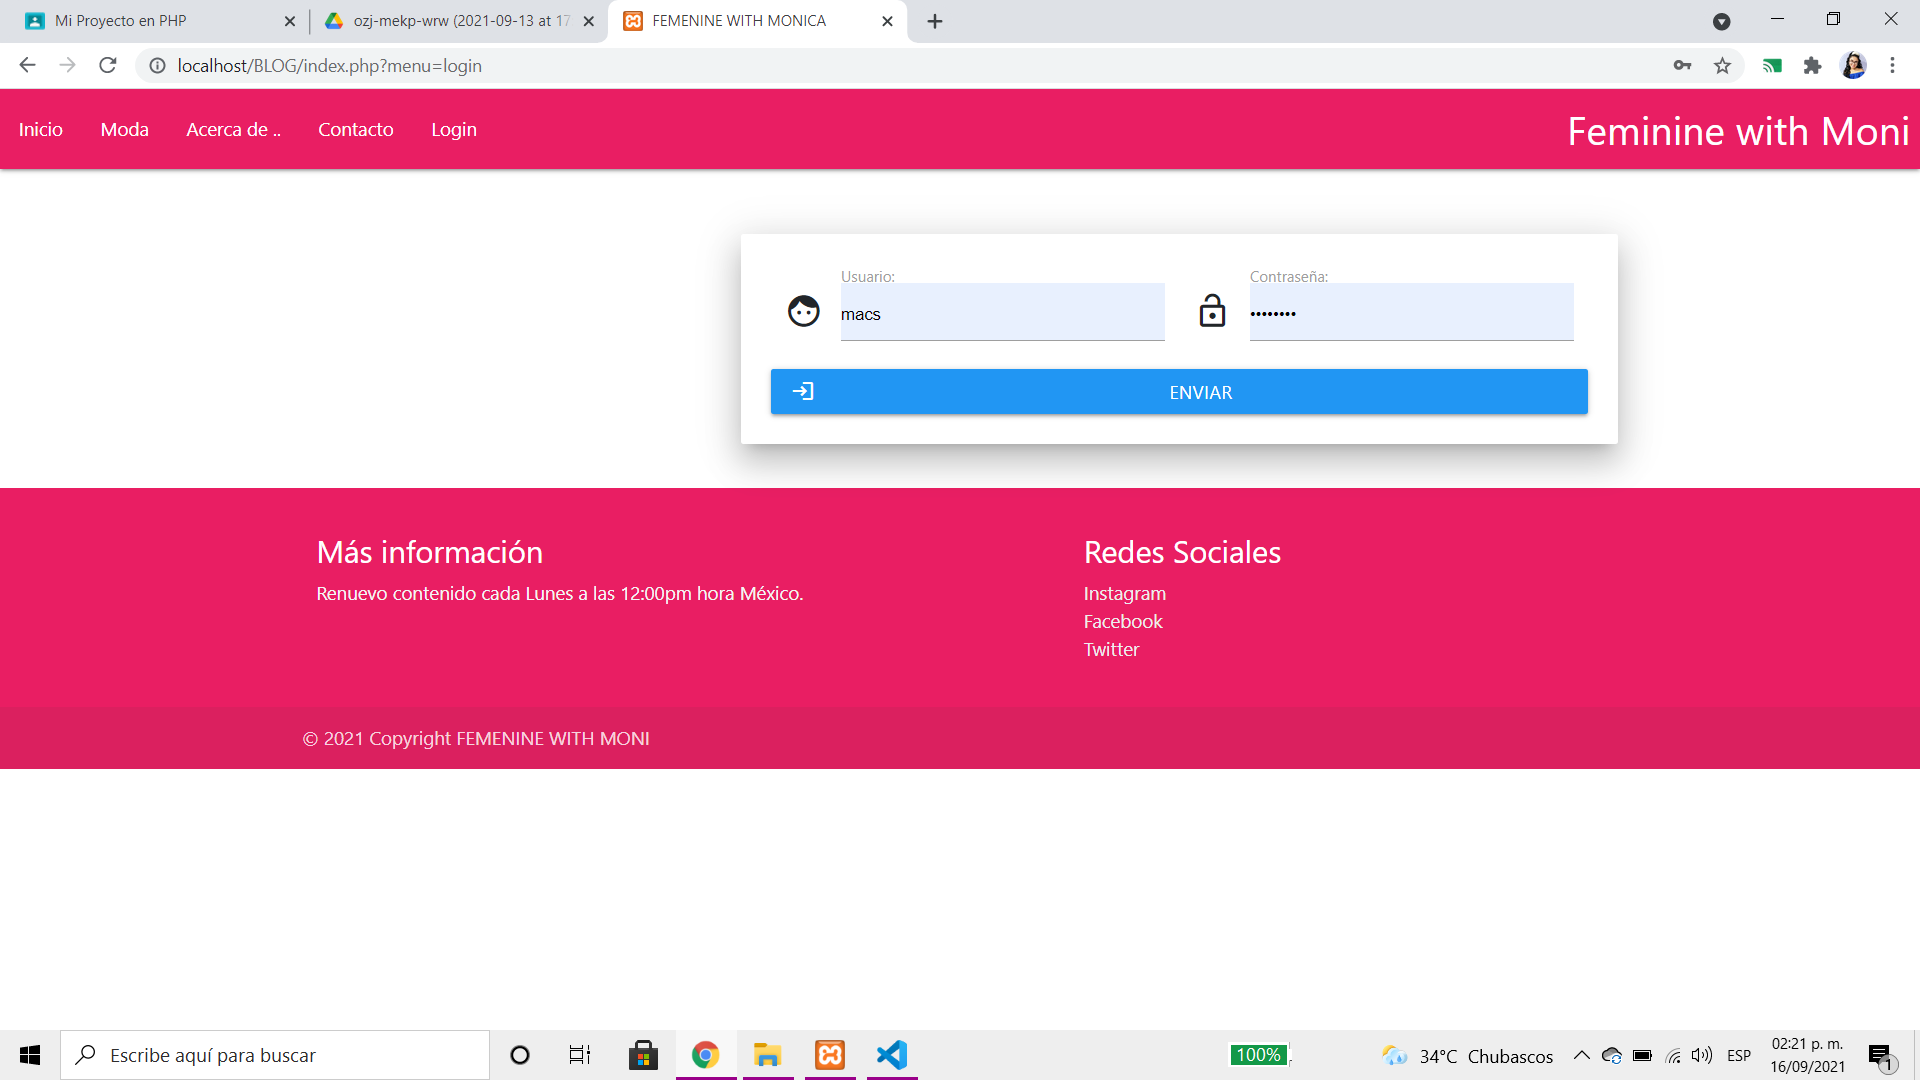 Mi Proyecto en PHP
ozj-mekp-wrw (2021-09-13 at 17
FEMENINE WITH MONICA
localhost/BLOG/index.php?menu=login
Inicio
Moda
Acerca de ..
Contacto
Login
Feminine with Moni
Usuario:
macs
Contraseña:
••••••••
ENVIAR
Más información
Renuevo contenido cada Lunes a las 12:00pm hora México.
Redes Sociales
Instagram
Facebook
Twitter
© 2021 Copyright FEMENINE WITH MONI
Escribe aquí para buscar
100%
34°C Chubascos
ESP
02:21 p. m.
16/09/2021
1